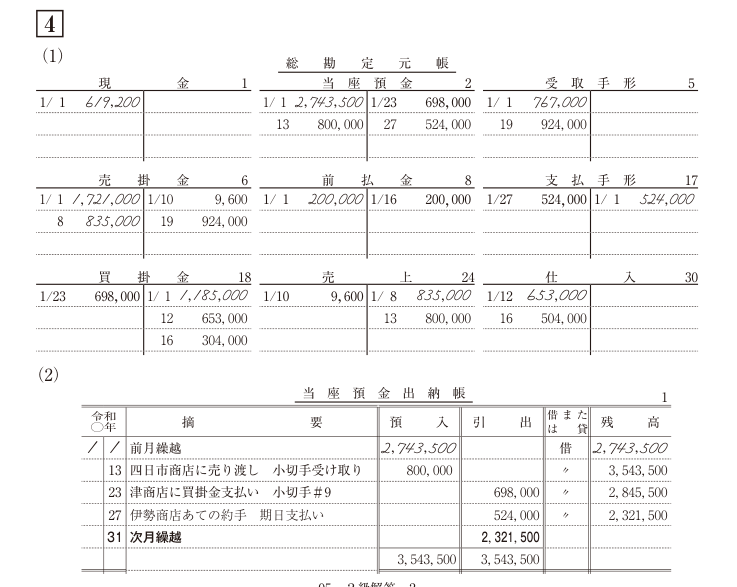 4
(1)
総勘定元帳
現金 1 当座預金 2 受取手形 5
1/ 1 619,200 1/ 1 2,743,500 1/23 698,000 1/ 1 767,000
13 800,000 27 524,000 19 924,000
売掛金 6 前払金 8 支払手形 17
1/ 1 1,721,000 1/10 9,600 1/ 1 200,000 1/16 200,000 1/27 524,000 1/ 1 524,000
8 835,000 19 924,000
買掛金 18 売上 24 仕入 30
1/23 698,000 1/ 1 1,185,000 1/10 9,600 1/ 8 835,000 1/12 653,000
12 653,000 13 800,000 16 504,000
16 304,000
(2)
当座預金出納帳 1
令和〇年 摘要 預入 引出 借または貸 残高
1 1 前月繰越 2,743,500 借 2,743,500
13 四日市商店に売り渡し 小切手受け取り 800,000 〃 3,543,500
23 津商店に買掛金支払い 小切手#9 698,000 〃 2,845,500
27 伊勢商店あての約手 期日支払い 524,000 〃 2,321,500
31 次月繰越 2,321,500
3,543,500 3,543,500